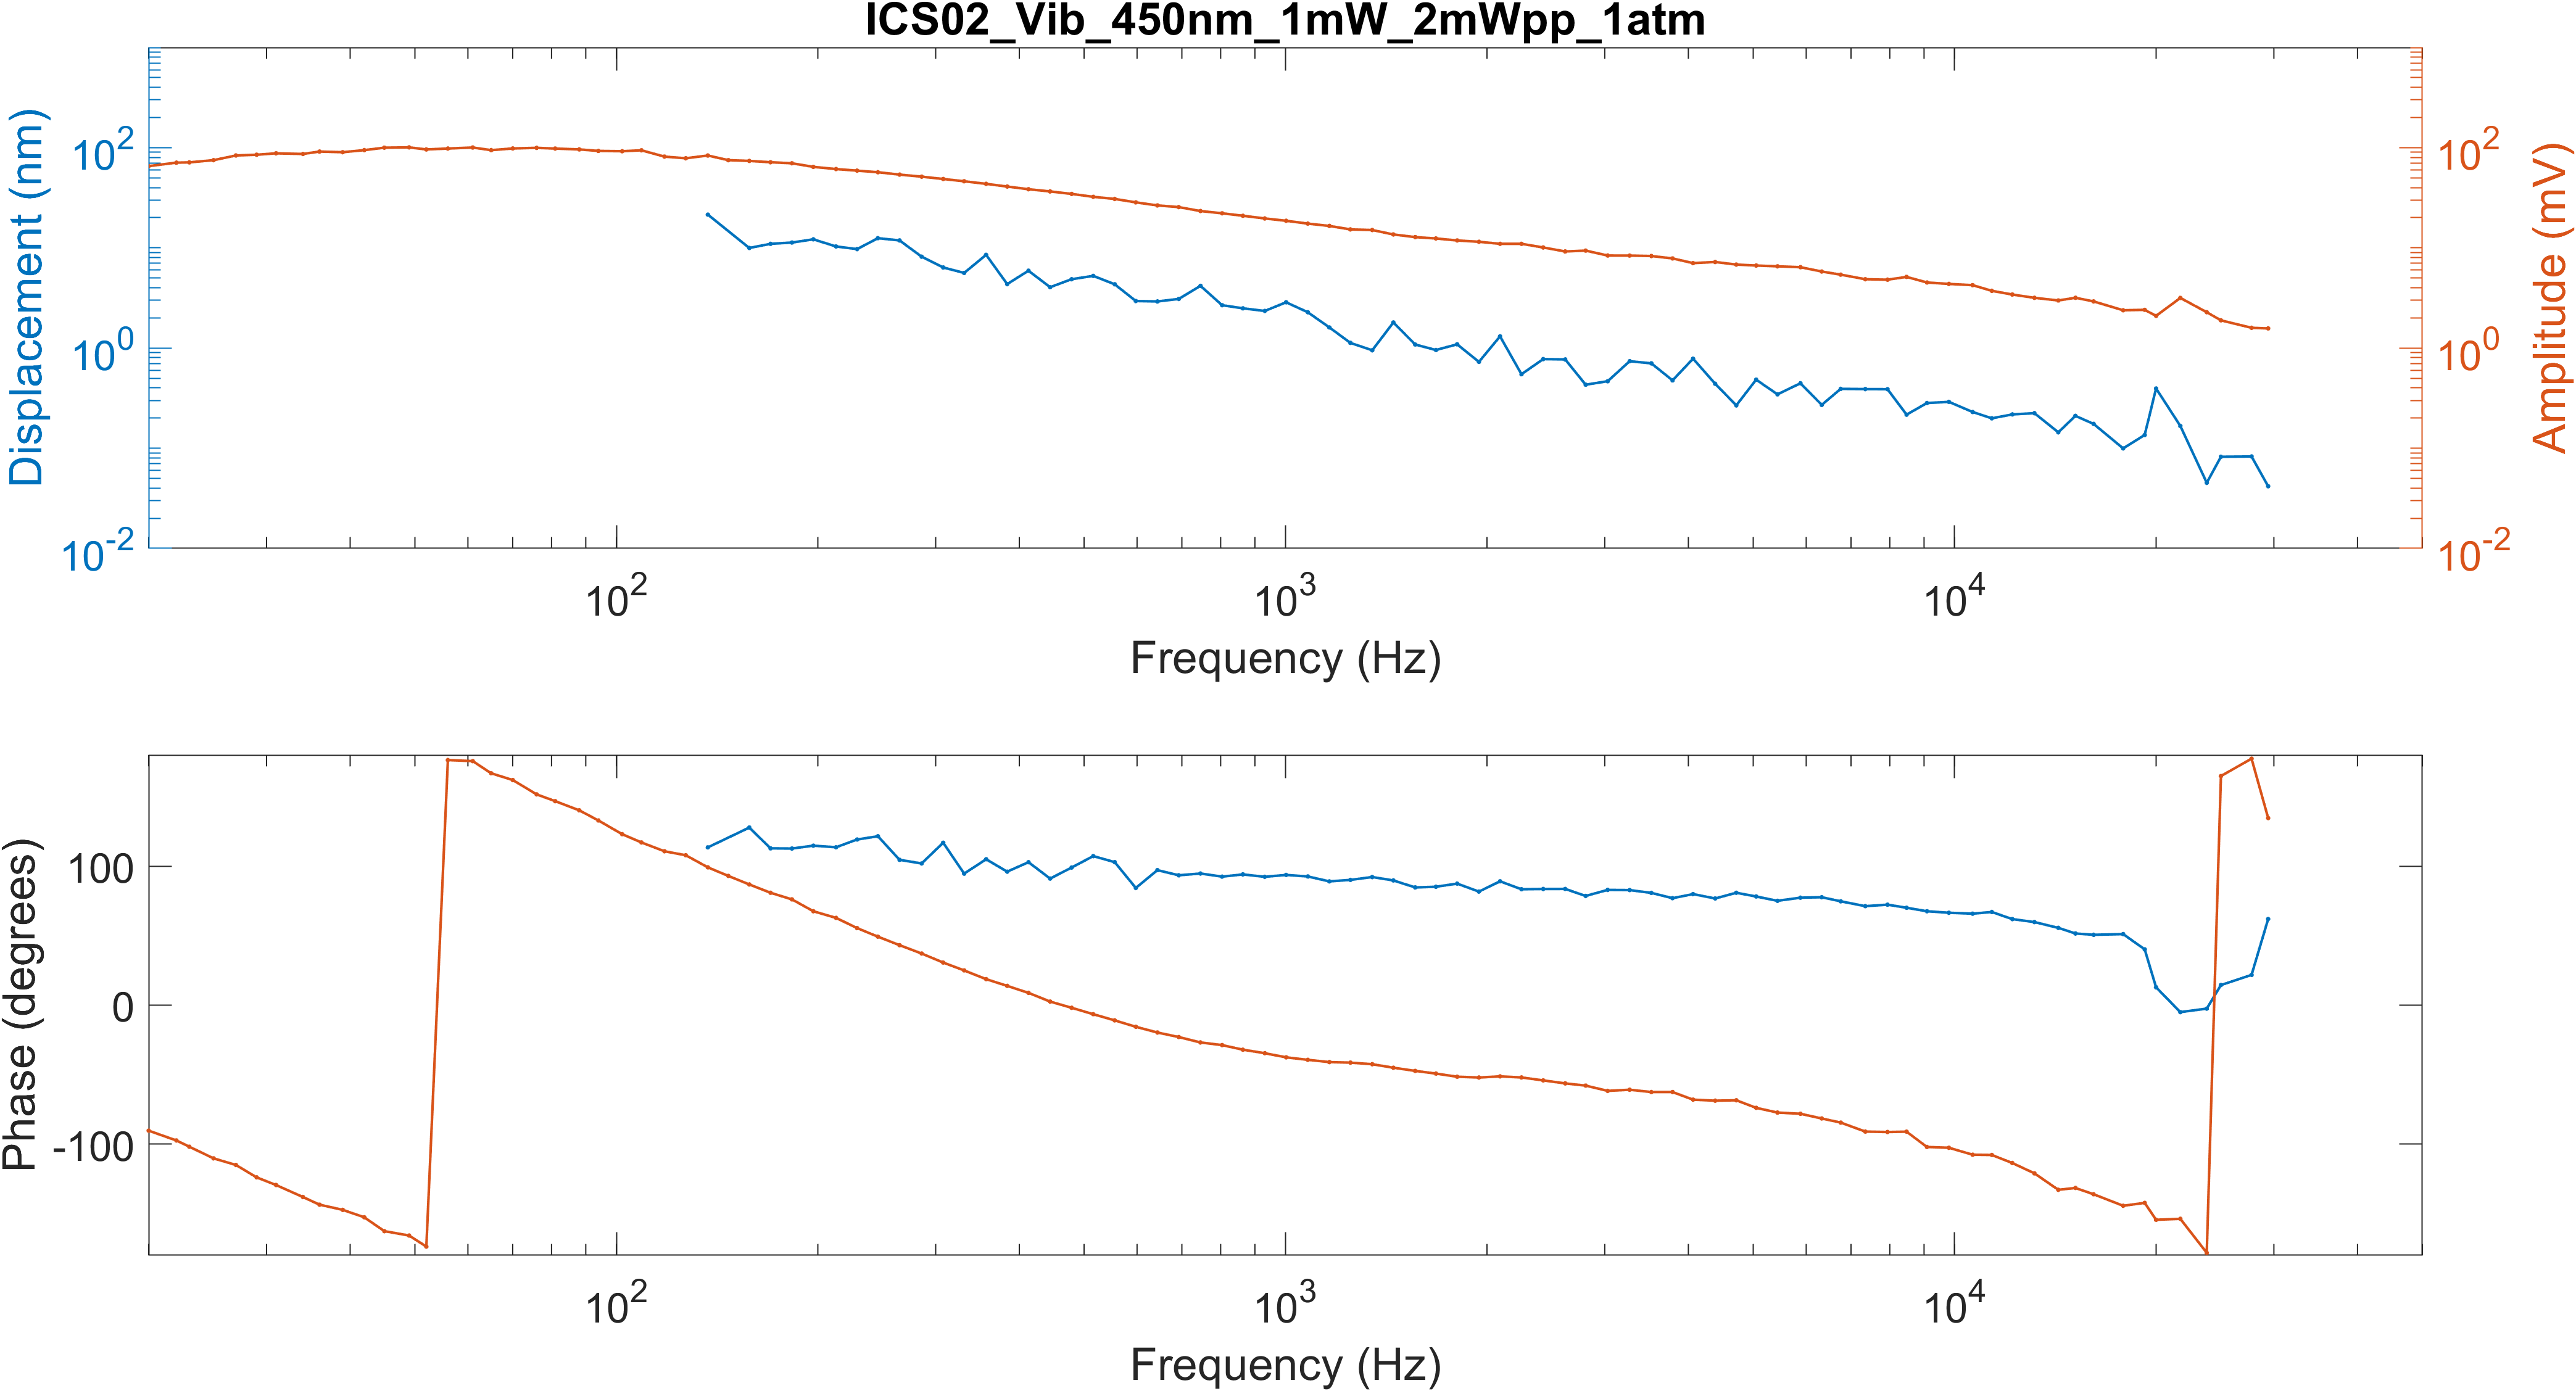 ICS02_Vib_450nm_1mW_2mWpp_1atm
Displacement (nm)
10^2
10^0
10^-2
10^2
10^0
10^-2
Amplitude (mV)
10^2
10^3
10^4
Frequency (Hz)
Phase (degrees)
100
0
-100
10^2
10^3
10^4
Frequency (Hz)